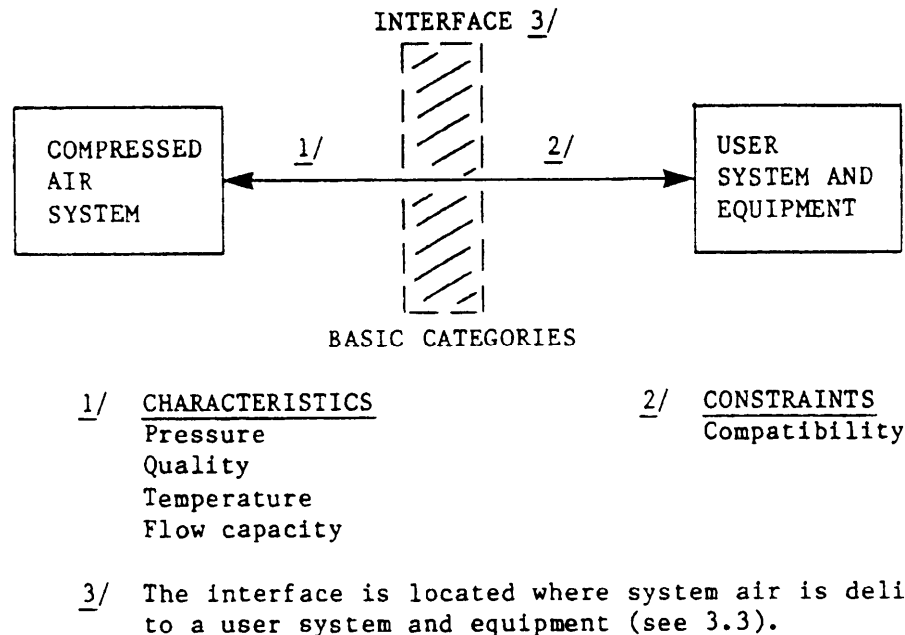 INTERFACE 3/
COMPRESSED
AIR
SYSTEM
1/
2/
USER
SYSTEM AND
EQUIPMENT
BASIC CATEGORIES
1/ CHARACTERISTICS
Pressure
Quality
Temperature
Flow capacity
2/ CONSTRAINTS
Compatibility
3/ The interface is located where system air is deli
to a user system and equipment (see 3.3).